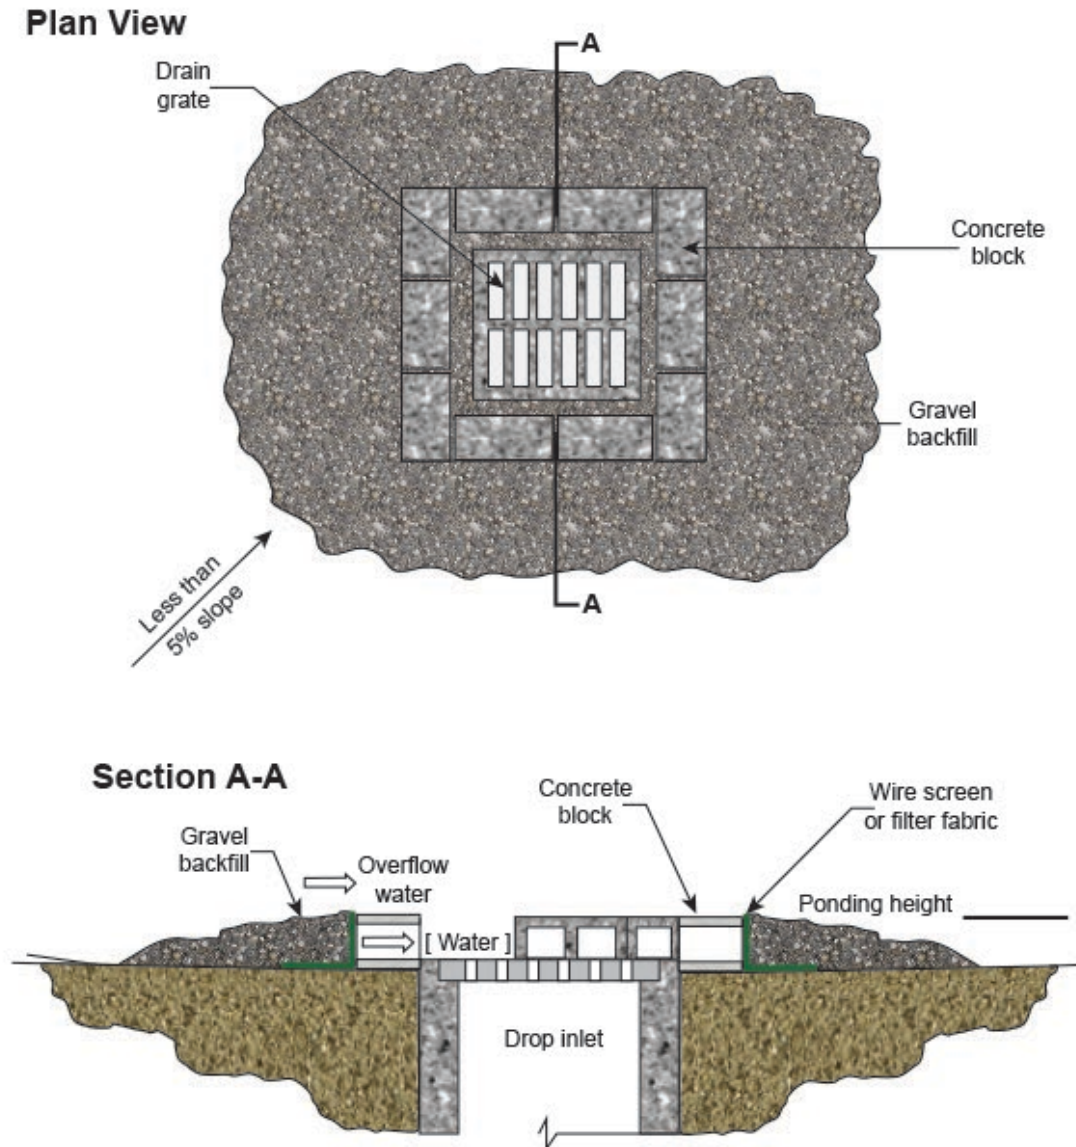 Plan View
A
Drain
grate
Concrete
block
Gravel
backfill
Less than
5% slope
A
Section A-A
Concrete
block
Wire screen
or filter fabric
Gravel
backfill
Overflow
water
Ponding height
[ Water ]
Drop inlet